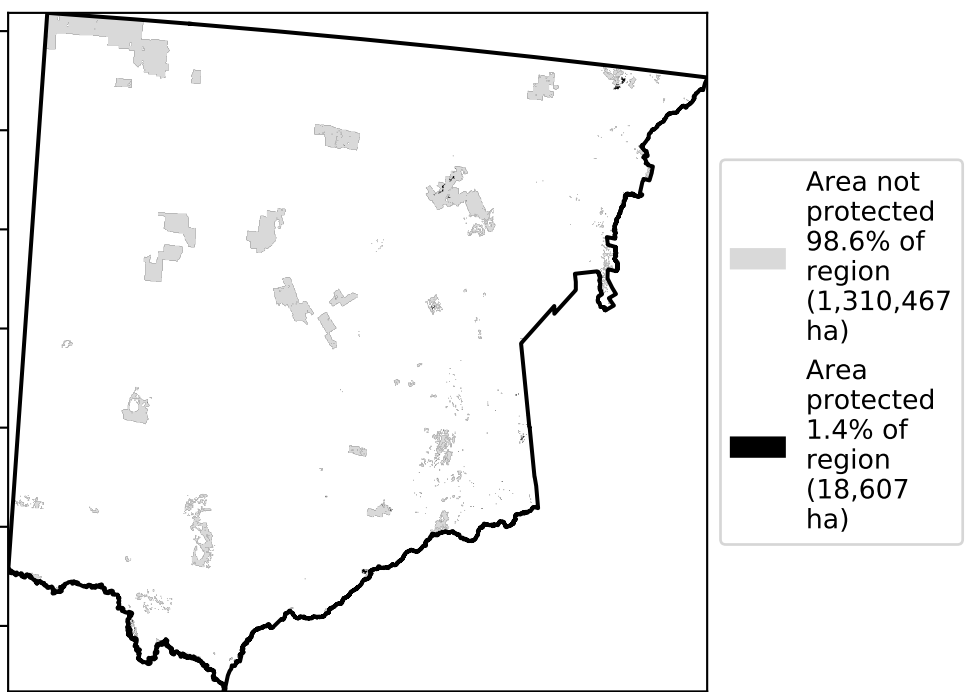 Area not
protected
98.6% of
region
(1,310,467
ha)
Area
protected
1.4% of
region
(18,607
ha)